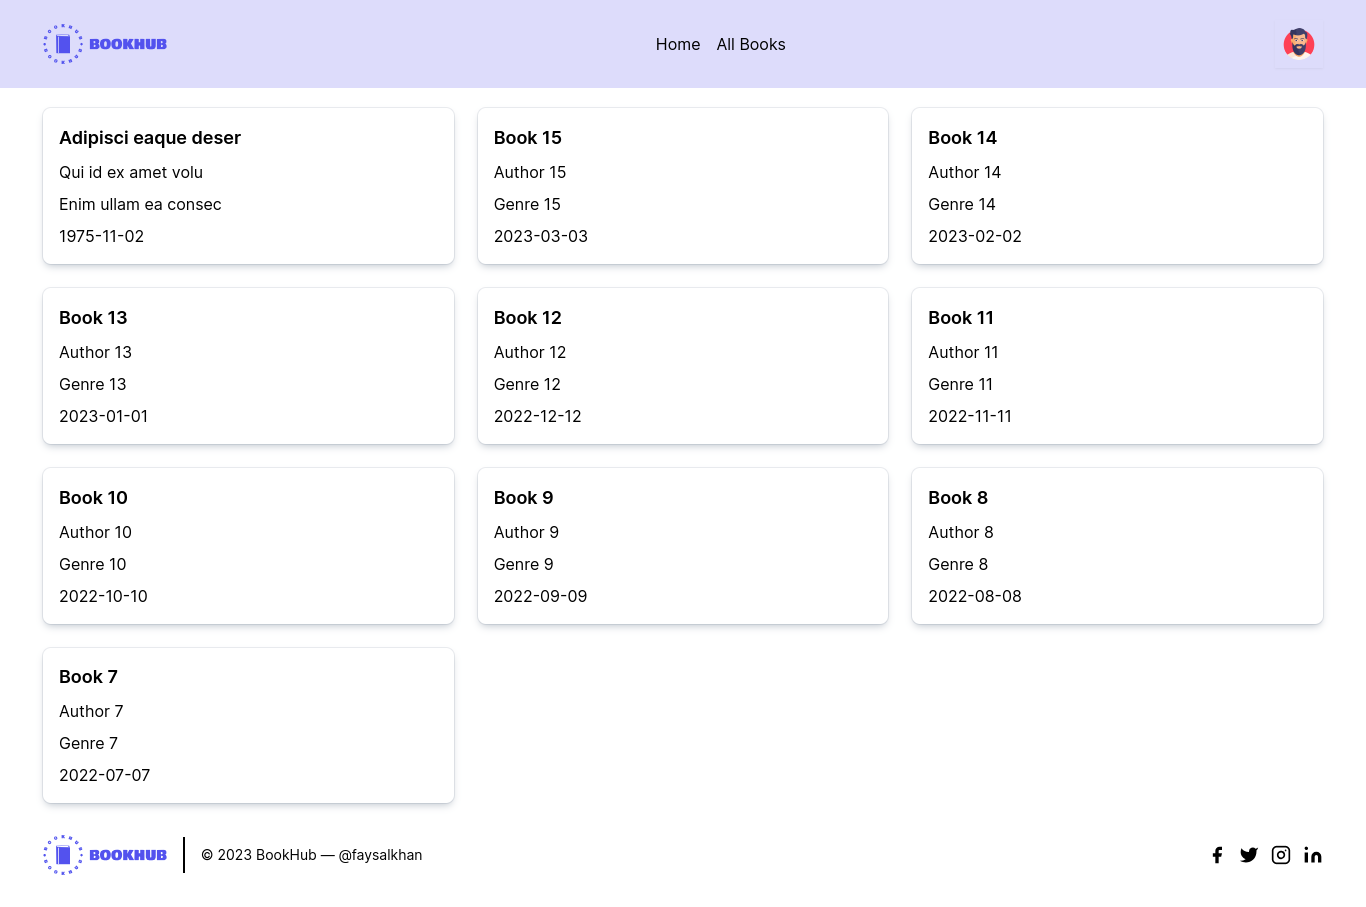 BOOKHUB
Home All Books
Adipisci eaque deser
Qui id ex amet volu
Enim ullam ea consec
1975-11-02
Book 15
Author 15
Genre 15
2023-03-03
Book 14
Author 14
Genre 14
2023-02-02
Book 13
Author 13
Genre 13
2023-01-01
Book 12
Author 12
Genre 12
2022-12-12
Book 11
Author 11
Genre 11
2022-11-11
Book 10
Author 10
Genre 10
2022-10-10
Book 9
Author 9
Genre 9
2022-09-09
Book 8
Author 8
Genre 8
2022-08-08
Book 7
Author 7
Genre 7
2022-07-07
BOOKHUB
© 2023 BookHub — @faysalkhan